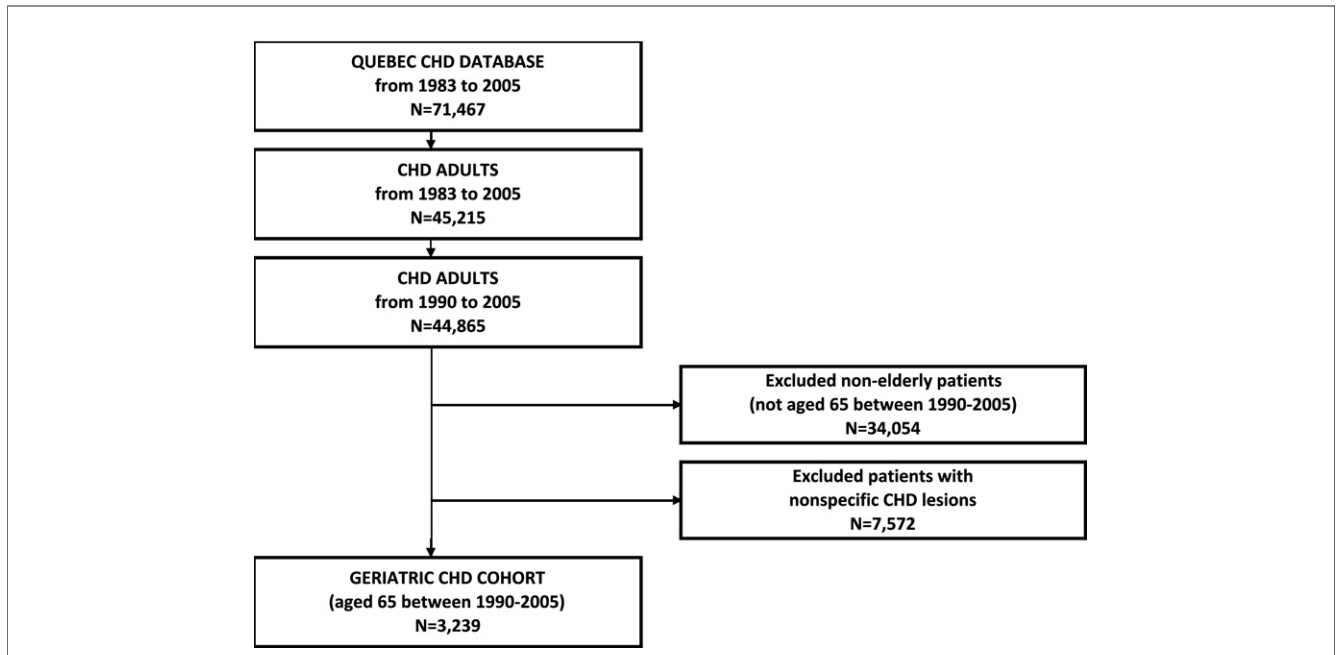 QUEBEC CHD DATABASE
from 1983 to 2005
N=71,467
CHD ADULTS
from 1983 to 2005
N=45,215
CHD ADULTS
from 1990 to 2005
N=44,865
Excluded non-elderly patients
(not aged 65 between 1990-2005)
N=34,054
Excluded patients with
nonspecific CHD lesions
N=7,572
GERIATRIC CHD COHORT
(aged 65 between 1990-2005)
N=3,239